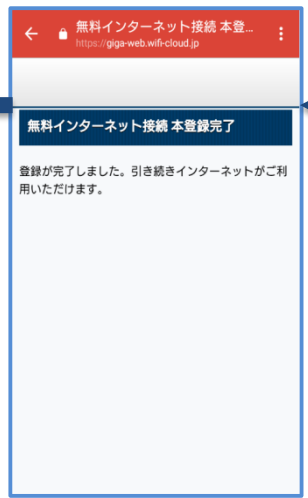 無料インターネット接続 本登...
https://giga-web.wifi-cloud.jp
無料インターネット接続 本登録完了
登録が完了しました。引き続きインターネットがご利
用いただけます。